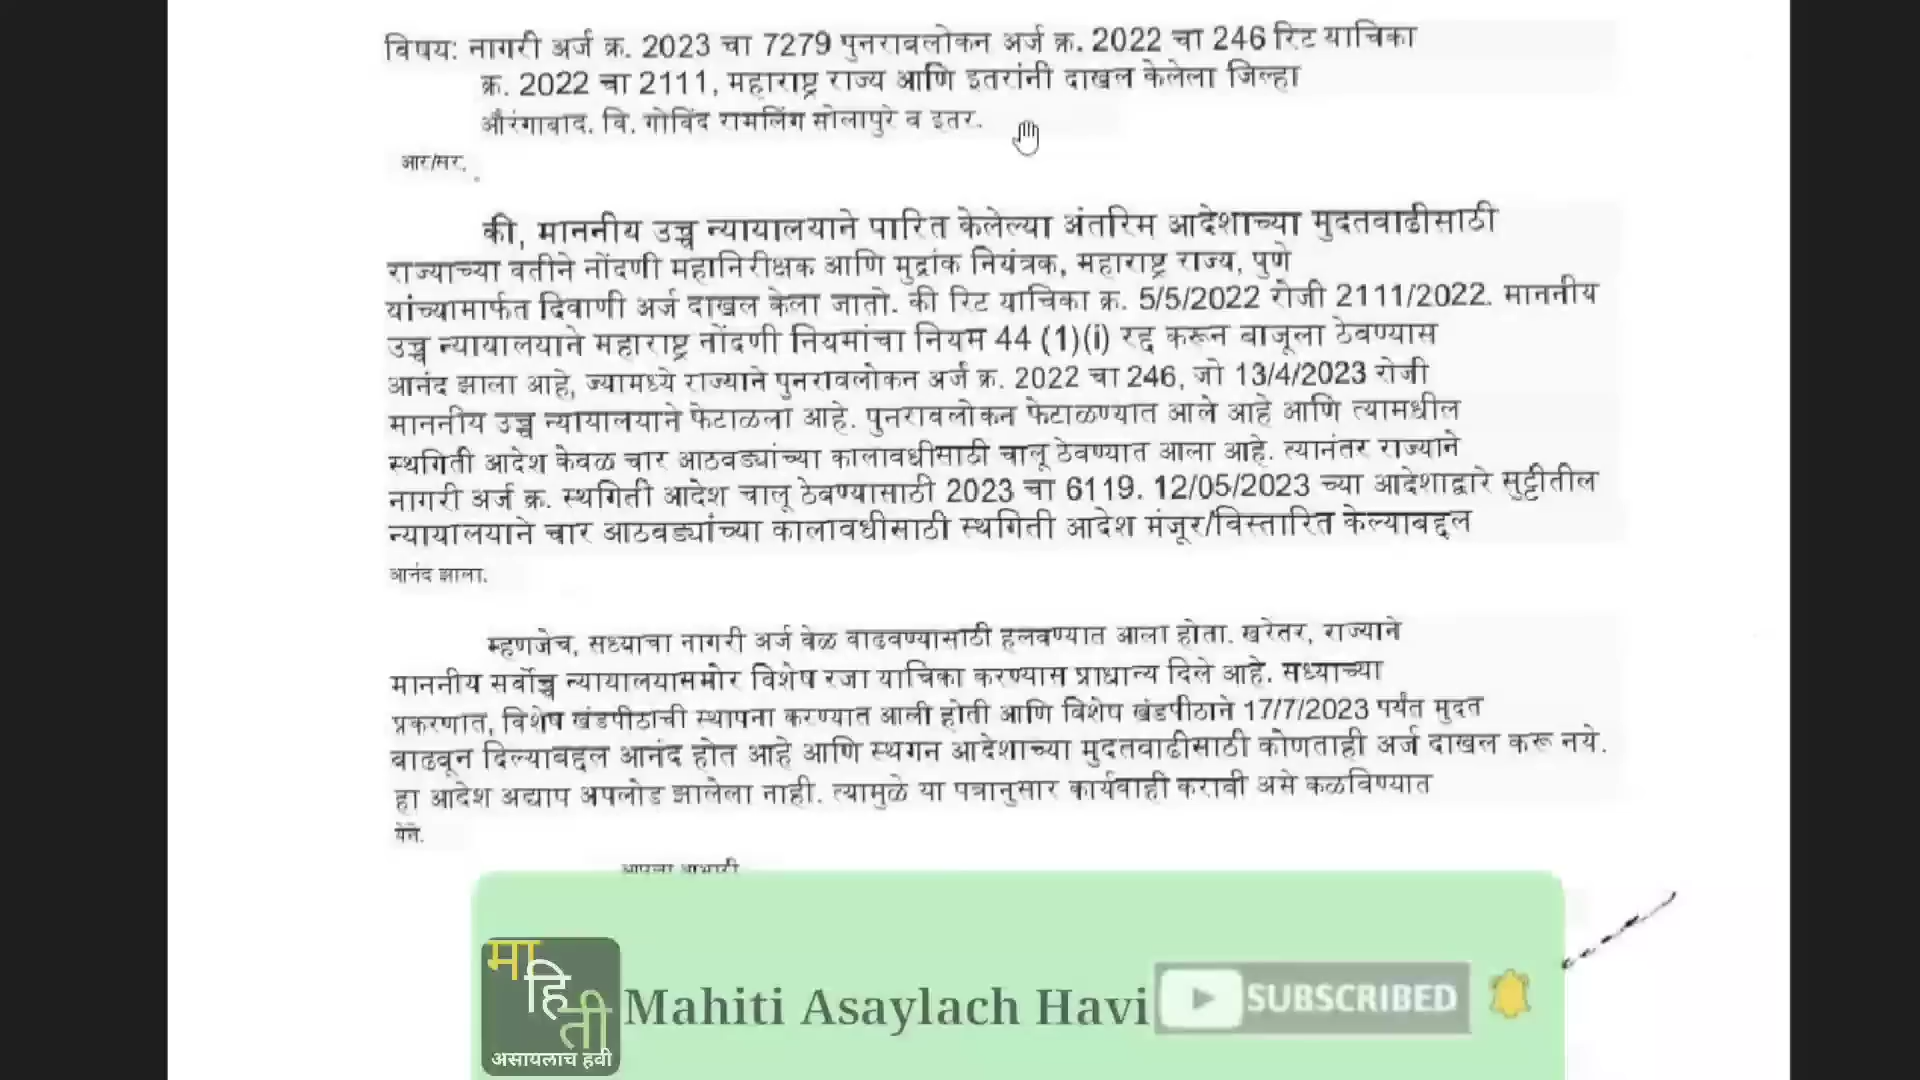 विषय: नागरी अर्ज क्र. 2023 चा 7279 पुनरावलोकन अर्ज क्र. 2022 चा 246 रिट याचिका
क्र. 2022 चा 2111, महाराष्ट्र राज्य आणि इतरांनी दाखल केलेला जिल्हा
औरंगाबाद. वि. गोविंद रामलिंग सोलापुरे व इतर.
आर/सर,
की, माननीय उच्च न्यायालयाने पारित केलेल्या अंतरिम आदेशाच्या मुदतवाढीसाठी
राज्याच्या वतीने नोंदणी महानिरीक्षक आणि मुद्रांक नियंत्रक, महाराष्ट्र राज्य, पुणे
यांच्यामार्फत दिवाणी अर्ज दाखल केला जातो. की रिट याचिका क्र. 5/5/2022 रोजी 2111/2022. माननीय
उच्च न्यायालयाने महाराष्ट्र नोंदणी नियमांचा नियम 44 (1)(i) रद्द करून बाजूला ठेवण्यास
आनंद झाला आहे, ज्यामध्ये राज्याने पुनरावलोकन अर्ज क्र. 2022 चा 246, जो 13/4/2023 रोजी
माननीय उच्च न्यायालयाने फेटाळला आहे. पुनरावलोकन फेटाळण्यात आले आहे आणि त्यामधील
स्थगिती आदेश केवळ चार आठवड्यांच्या कालावधीसाठी चालू ठेवण्यात आला आहे. त्यानंतर राज्याने
नागरी अर्ज क्र. स्थगिती आदेश चालू ठेवण्यासाठी 2023 चा 6119. 12/05/2023 च्या आदेशाद्वारे सुट्टीतील
न्यायालयाने चार आठवड्यांच्या कालावधीसाठी स्थगिती आदेश मंजूर/विस्तारित केल्याबद्दल
आनंद झाला.
म्हणजेच, सध्याचा नागरी अर्ज वेळ वाढवण्यासाठी हलवण्यात आला होता. खरेतर, राज्याने
माननीय सर्वोच्च न्यायालयासमोर विशेष रजा याचिका करण्यास प्राधान्य दिले आहे. सध्याच्या
प्रकरणात, विशेष खंडपीठाची स्थापना करण्यात आली होती आणि विशेष खंडपीठाने 17/7/2023 पर्यंत मुदत
वाढवून दिल्याबद्दल आनंद होत आहे आणि स्थगन आदेशाच्या मुदतवाढीसाठी कोणताही अर्ज दाखल करू नये.
हा आदेश अद्याप अपलोड झालेला नाही. त्यामुळे या पत्रानुसार कार्यवाही करावी असे कळविण्यात
येते.
माहिती
असायलाच हवी
Mahiti Asaylach Havi
SUBSCRIBED